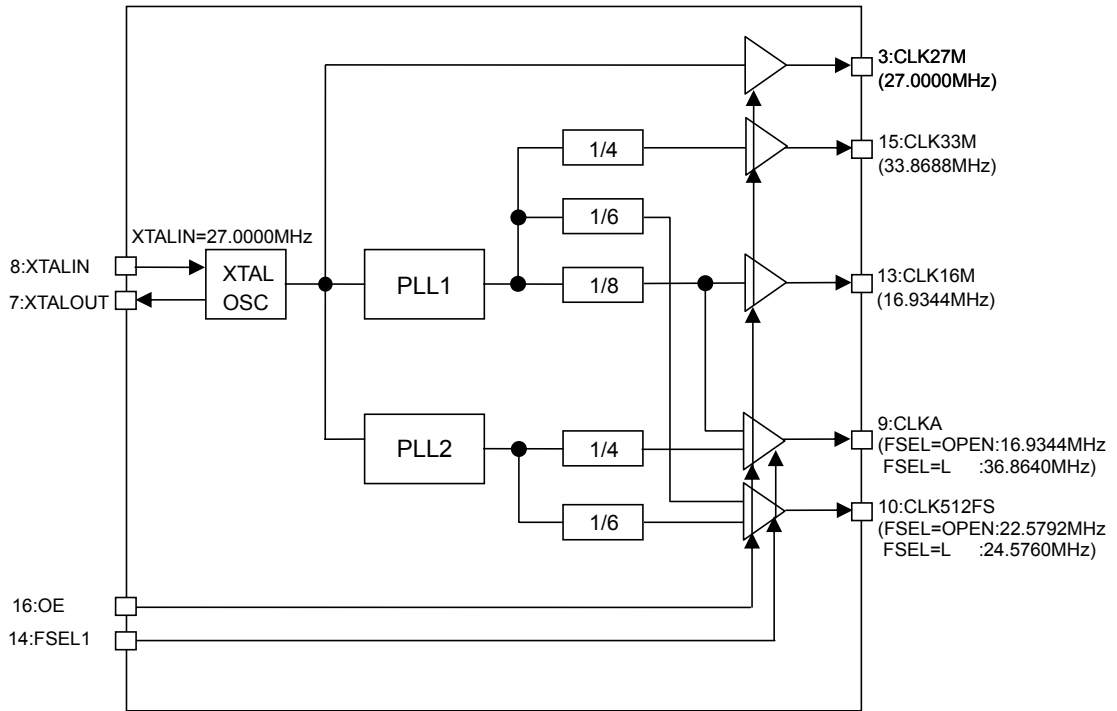 3:CLK27M
(27.0000MHz)
15:CLK33M
(33.8688MHz)
1/4
1/6
XTALIN=27.0000MHz
8:XTALIN
7:XTALOUT
XTAL
OSC
PLL1
1/8
13:CLK16M
(16.9344MHz)
PLL2
1/4
9:CLKA
(FSEL=OPEN:16.9344MHz
FSEL=L :36.8640MHz)
1/6
10:CLK512FS
(FSEL=OPEN:22.5792MHz
FSEL=L :24.5760MHz)
16:OE
14:FSEL1